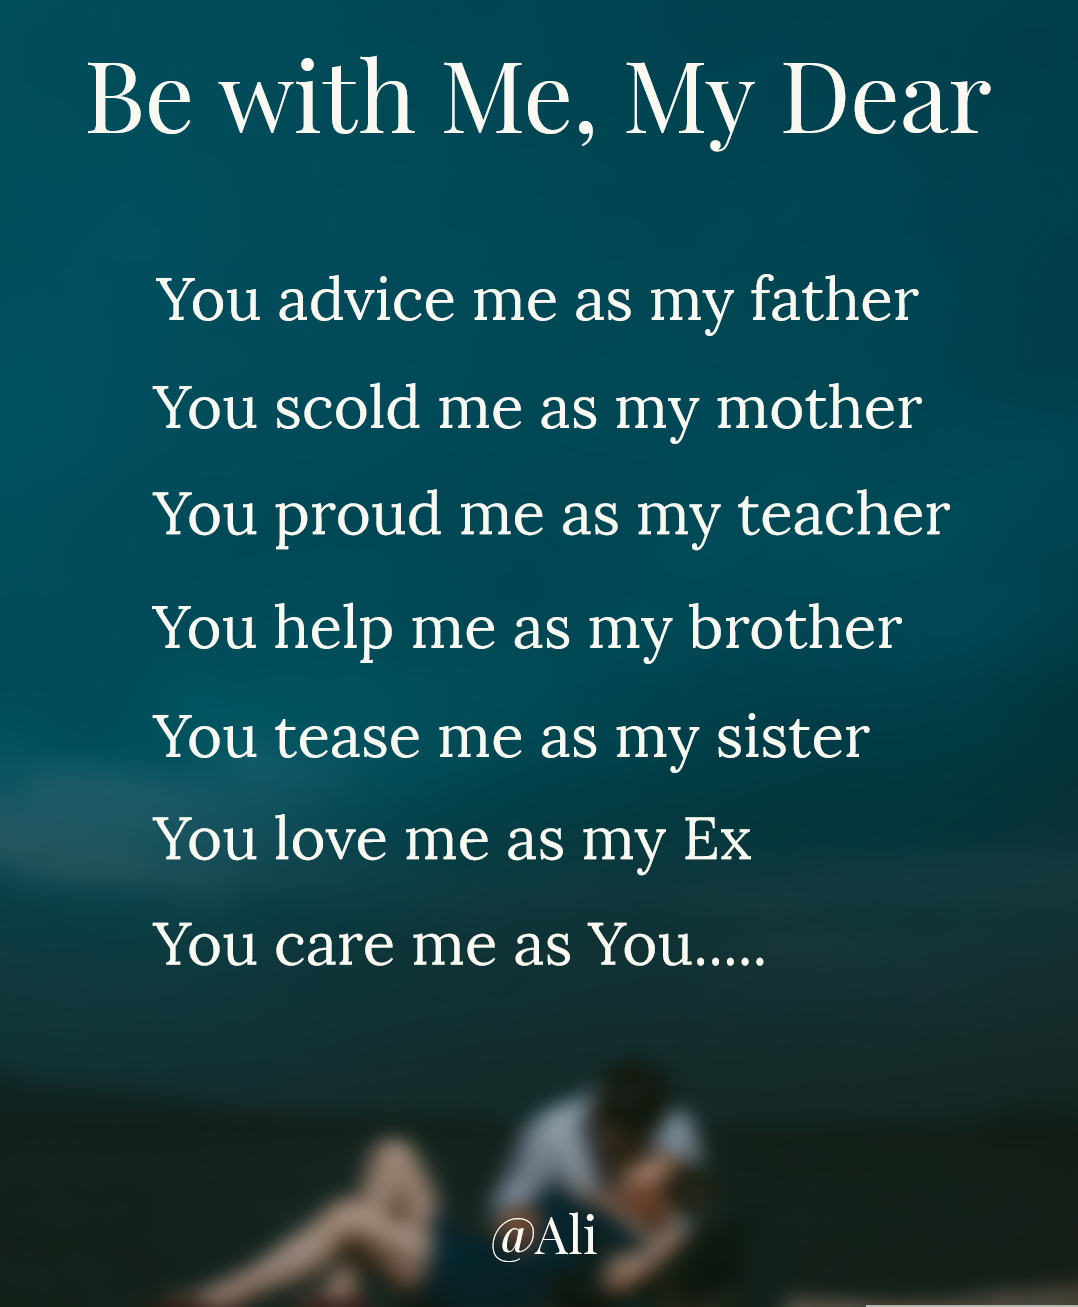 Be with Me, My Dear
You advice me as my father
You scold me as my mother
You proud me as my teacher
You help me as my brother
You tease me as my sister
You love me as my Ex
You care me as You.....
@Ali